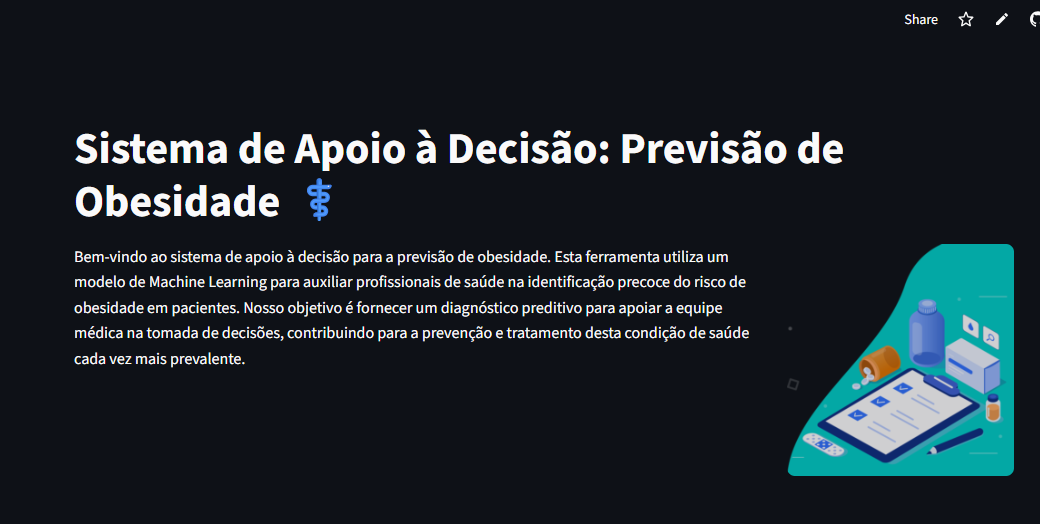 Share
Sistema de Apoio à Decisão: Previsão de
Obesidade
Bem-vindo ao sistema de apoio à decisão para a previsão de obesidade. Esta ferramenta utiliza um
modelo de Machine Learning para auxiliar profissionais de saúde na identificação precoce do risco de
obesidade em pacientes. Nosso objetivo é fornecer um diagnóstico preditivo para apoiar a equipe
médica na tomada de decisões, contribuindo para a prevenção e tratamento desta condição de saúde
cada vez mais prevalente.